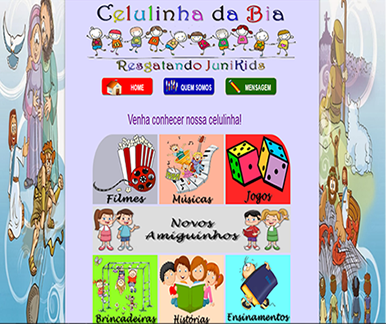 Celulinha da Bia
Resgatando JuniKids
HOME QUEM SOMOS MENSAGEM
Venha conhecer nossa celulinha!
Filmes Músicas Jogos
Novos
Amiguinhos
Brincadeiras Histórias Ensinamentos